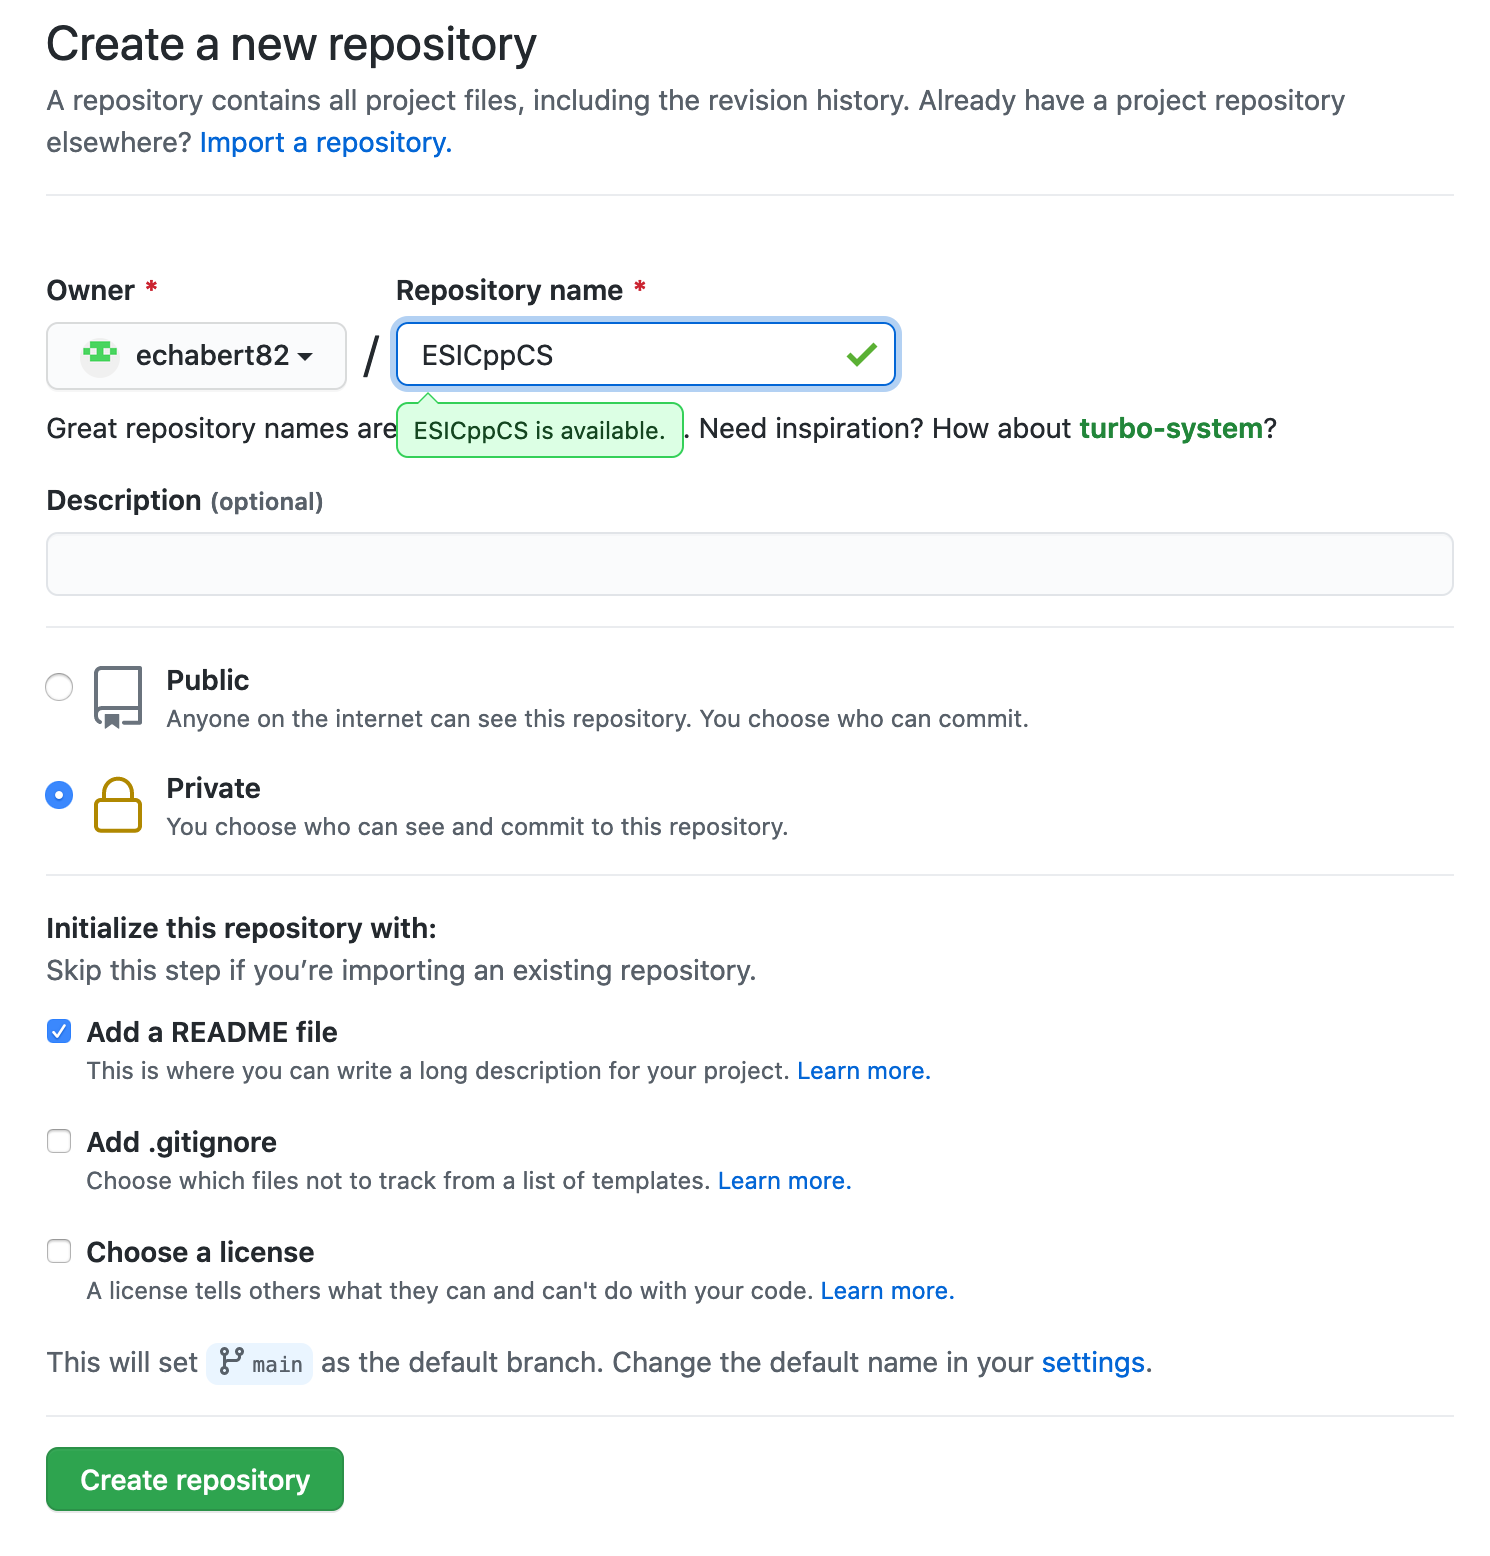 Create a new repository
A repository contains all project files, including the revision history. Already have a project repository
elsewhere? Import a repository.
Owner *
Repository name *
echabert82
/
ESICppCS
Great repository names are
ESICppCS is available.
. Need inspiration? How about turbo-system?
Description (optional)
Public
Anyone on the internet can see this repository. You choose who can commit.
Private
You choose who can see and commit to this repository.
Initialize this repository with:
Skip this step if you’re importing an existing repository.
Add a README file
This is where you can write a long description for your project. Learn more.
Add .gitignore
Choose which files not to track from a list of templates. Learn more.
Choose a license
A license tells others what they can and can't do with your code. Learn more.
This will set main as the default branch. Change the default name in your settings.
Create repository